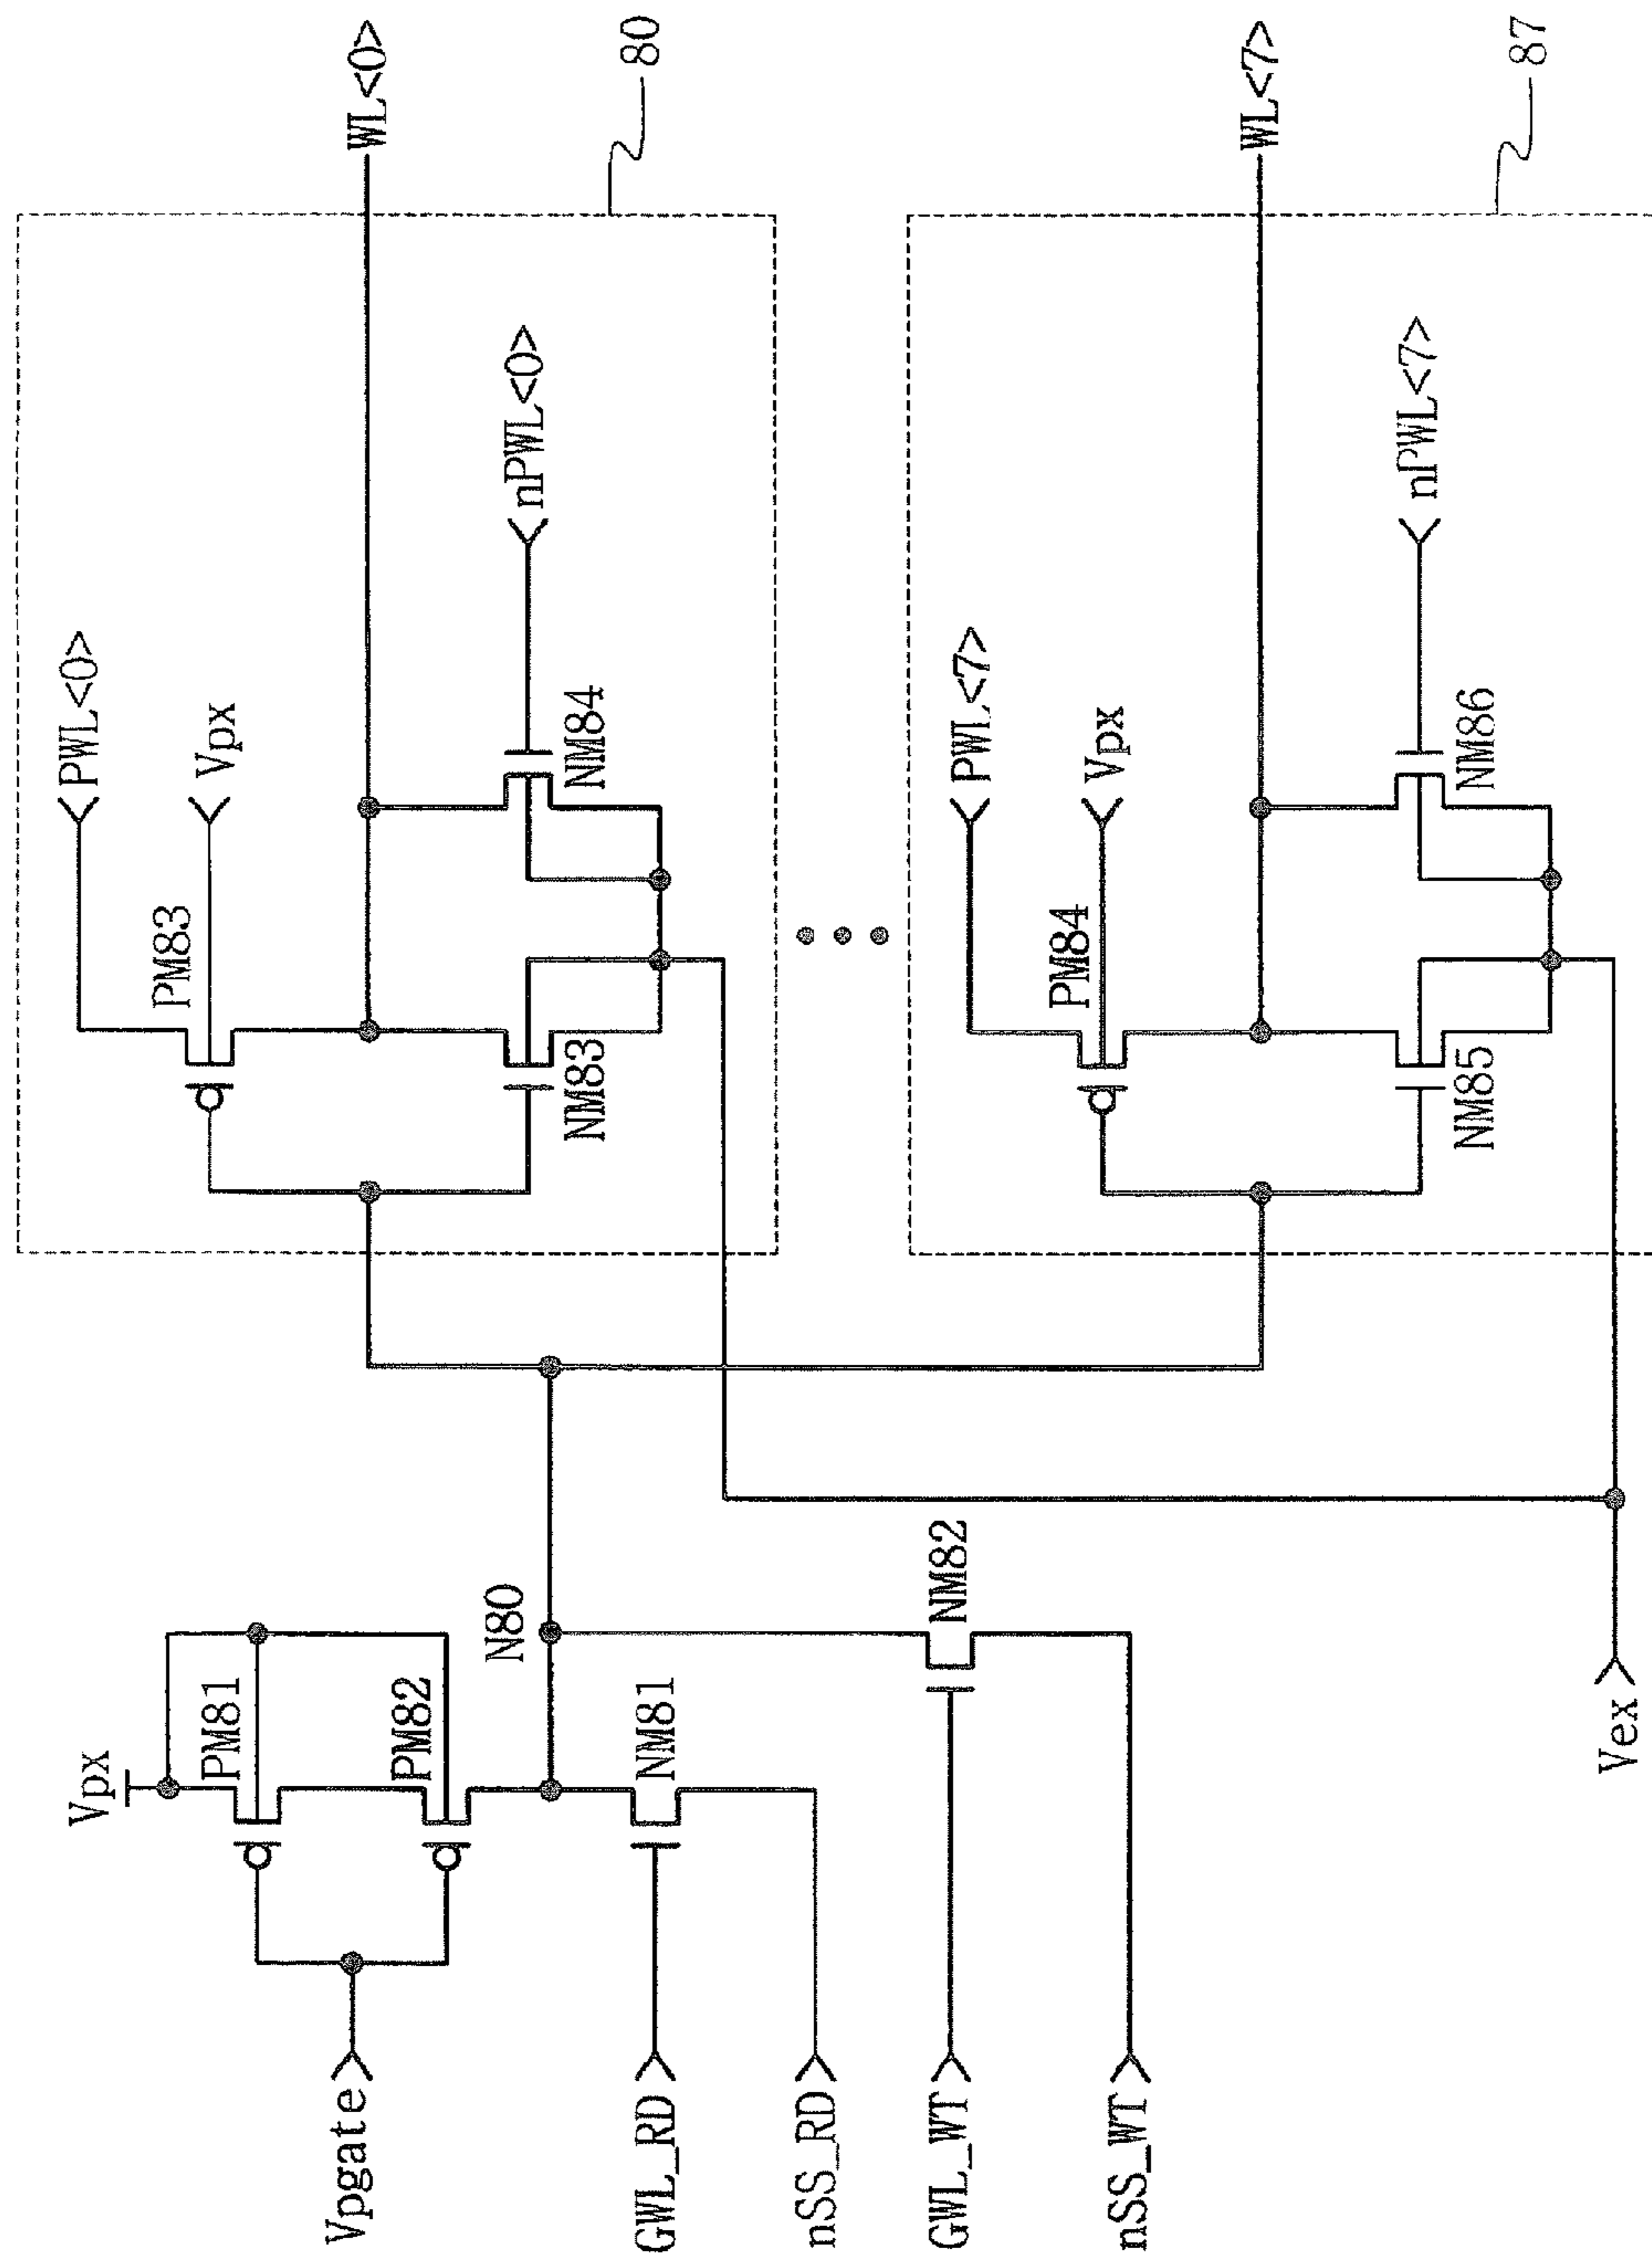 Vpx
PM81
Vpgate
PM82
N80
GWL_RD
NM81
nSS_RD
GWL_WT
NM82
nSS_WT
Vex
PWL<0>
PM83
Vpx
WL<0>
NM83
NM84
nPWL<0>
80
PWL<7>
PM84
Vpx
WL<7>
NM85
NM86
nPWL<7>
87